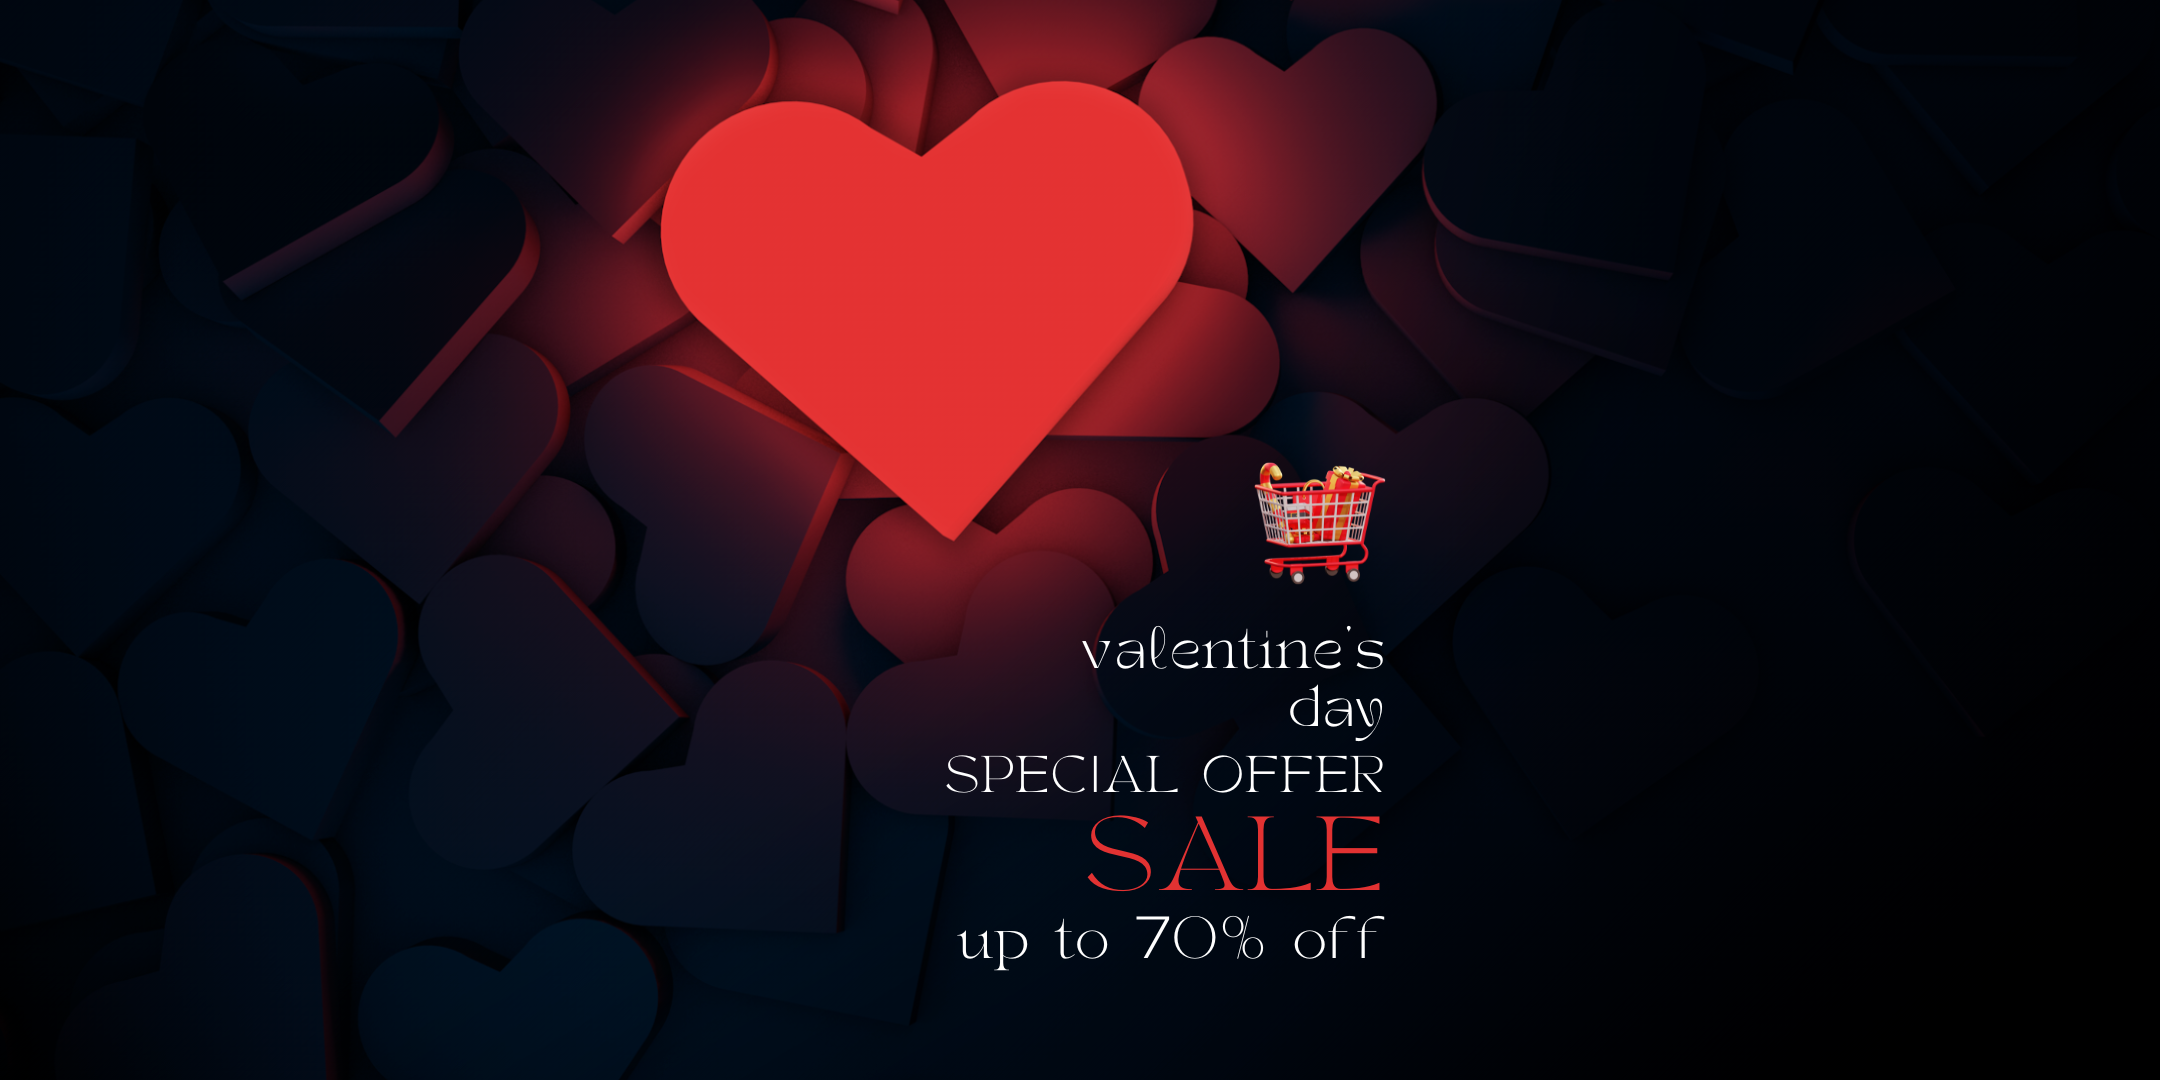 valentine's
day
SPECIAL OFFER
SALE
up to 70% off